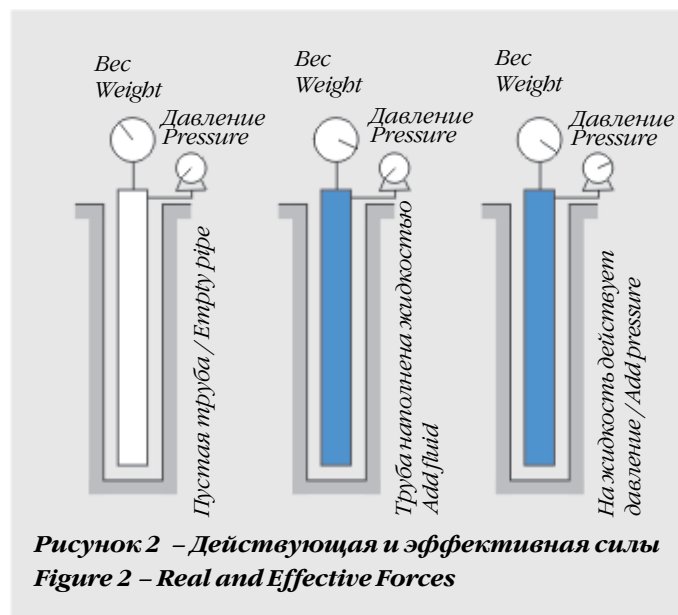 Вес
Weight
Давление
Pressure
Пустая труба / Empty pipe
Вес
Weight
Давление
Pressure
Труба наполнена жидкостью
Add fluid
Вес
Weight
Давление
Pressure
На жидкость действует
давление / Add pressure
Рисунок 2 – Действующая и эффективная силы
Figure 2 – Real and Effective Forces